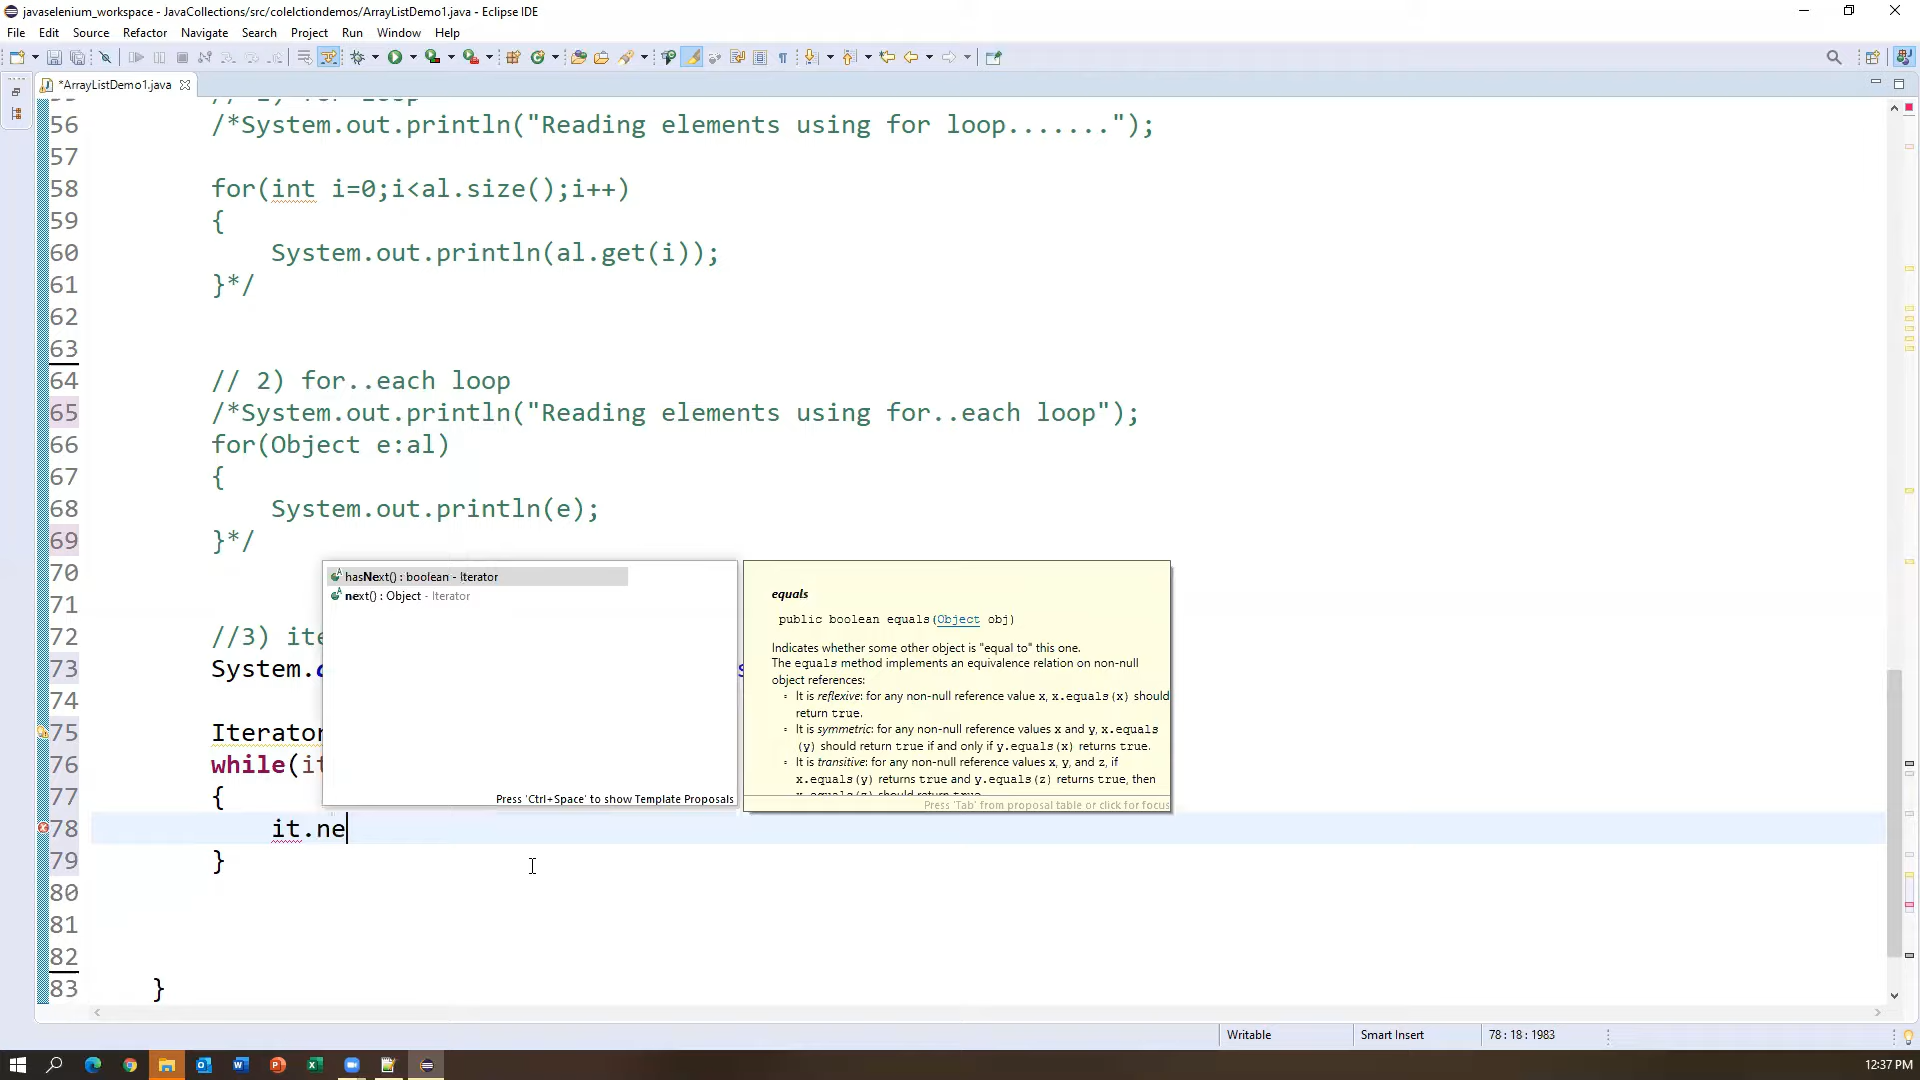 javaselenium_workspace - JavaCollections/src/colelctiondemos/ArrayListDemo1.java - Eclipse IDE
File Edit Source Refactor Navigate Search Project Run Window Help
*ArrayListDemo1.java
56 /*System.out.println("Reading elements using for loop.......");
57
58 for(int i=0;i<al.size();i++)
59 {
60 System.out.println(al.get(i));
61 }*/
62
63
64 // 2) for..each loop
65 /*System.out.println("Reading elements using for..each loop");
66 for(Object e:al)
67 {
68 System.out.println(e);
69 }*/
70
71
72 //3) ite
73 System.
74
75 Iterator
76 while(it
77 {
78 it.ne
79 }
80
81
82
83 }
hasNext() : boolean - Iterator
next() : Object - Iterator
Press 'Ctrl+Space' to show Template Proposals
equals
public boolean equals(Object obj)
Indicates whether some other object is "equal to" this one.
The equals method implements an equivalence relation on non-null
object references:
It is reflexive: for any non-null reference value x, x.equals(x) should
return true.
It is symmetric: for any non-null reference values x and y, x.equals
(y) should return true if and only if y.equals(x) returns true.
It is transitive: for any non-null reference values x, y, and z, if
x.equals(y) returns true and y.equals(z) returns true, then
x.equals(z) should return true.
Press 'Tab' from proposal table or click for focus
Writable Smart Insert 78 : 18 : 1983
12:37 PM